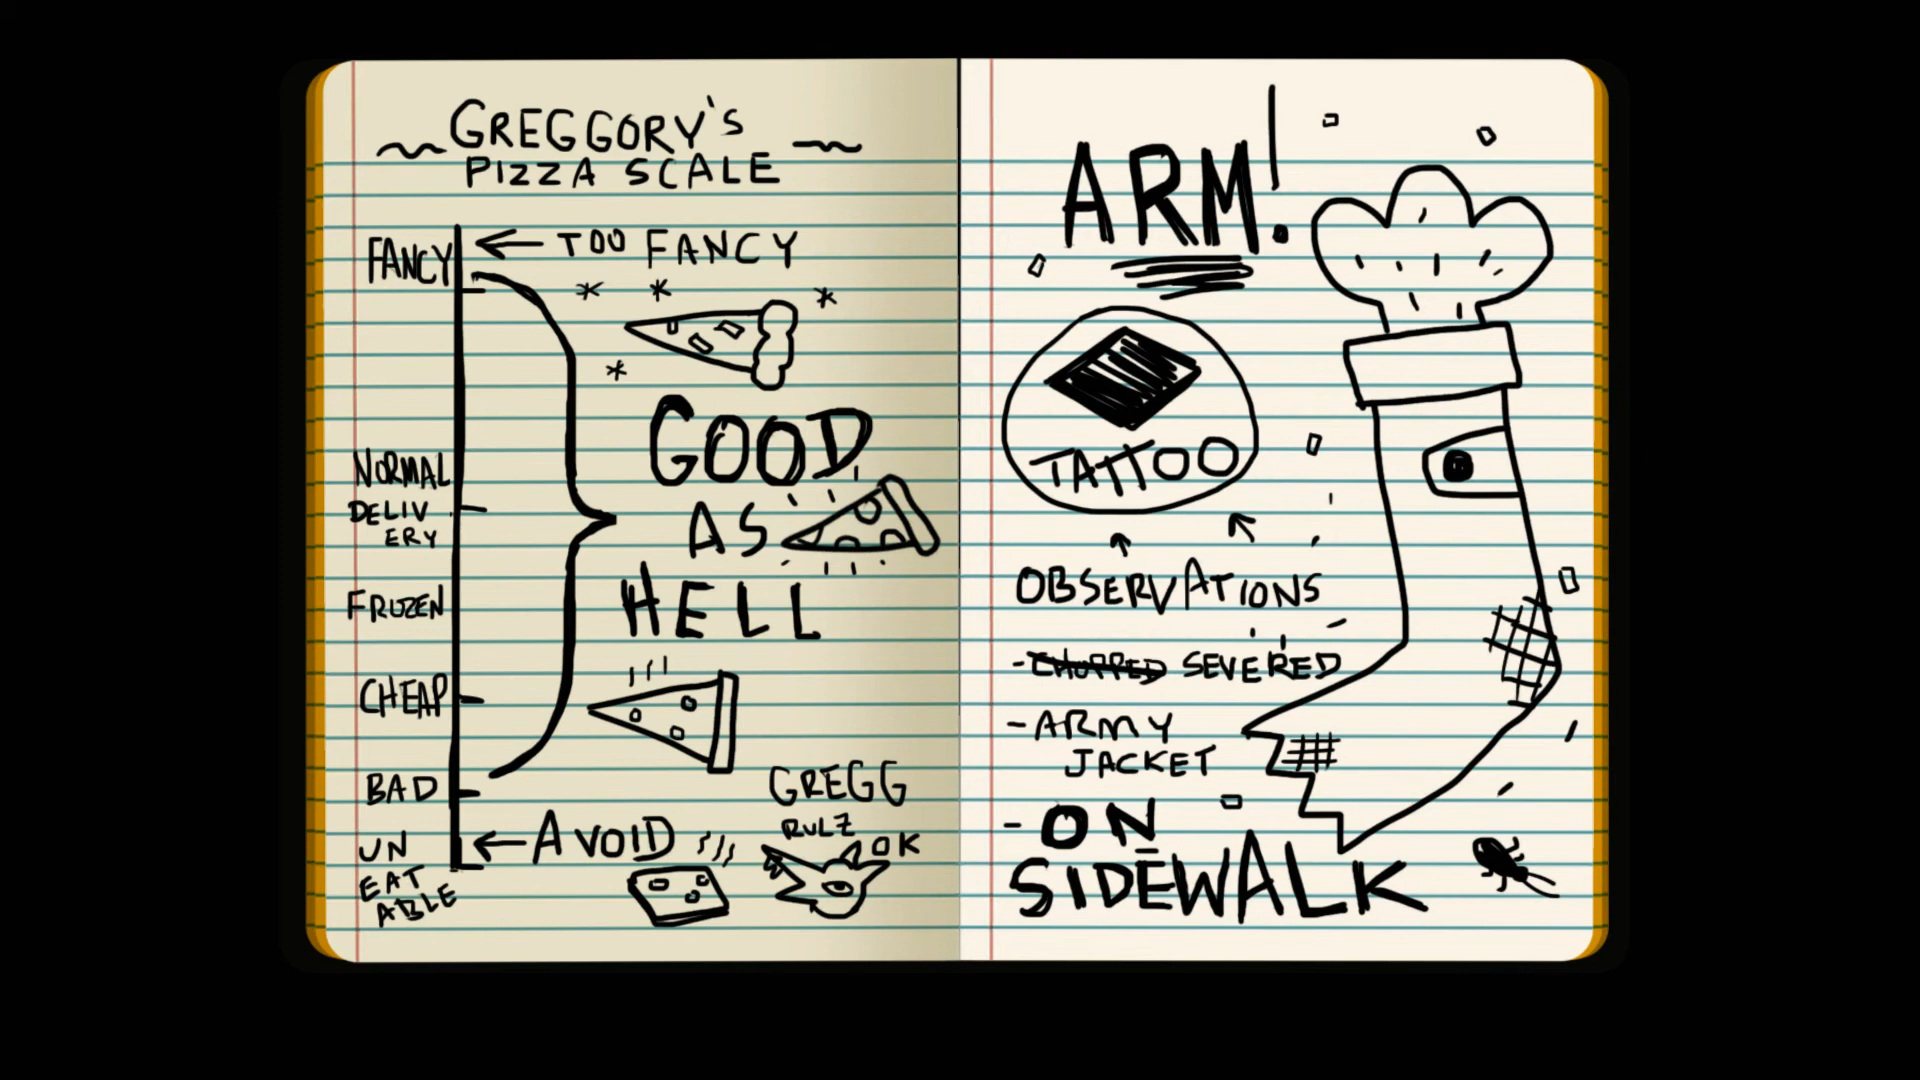 GREGGORY'S
PIZZA SCALE
FANCY
← TOO FANCY
NORMAL
DELIV
ERY
FROZEN
CHEAP
BAD
UN
EAT
ABLE
GOOD
AS
HELL
← AVOID
GREGG
RULZ
OK
ARM!
TATTOO
OBSERVATIONS
- CHOPPED SEVERED
- ARMY
JACKET
- ON
SIDEWALK